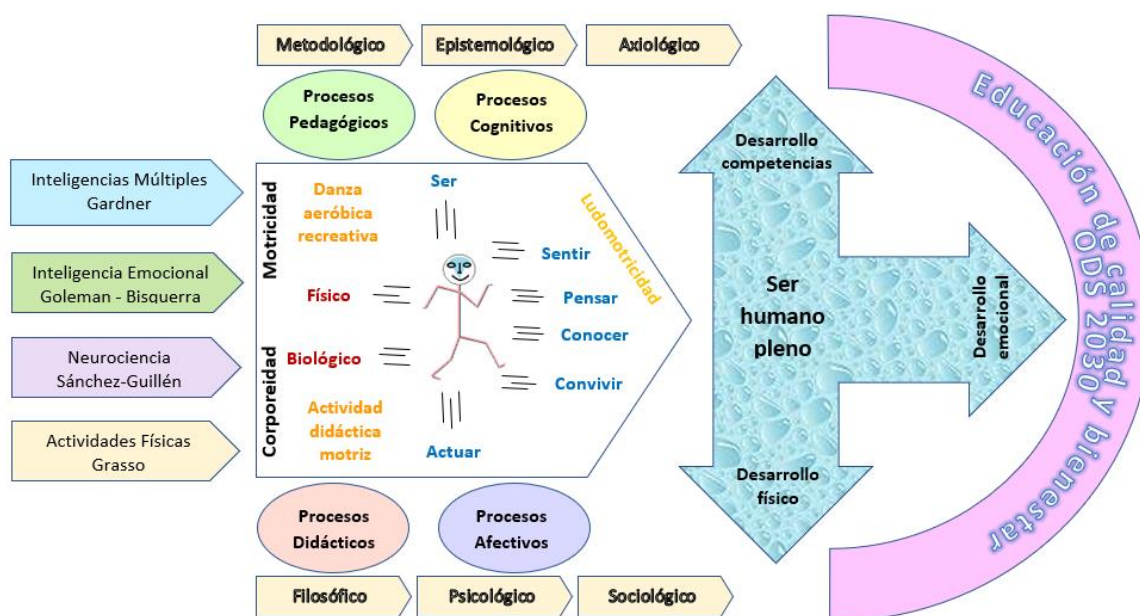 Metodológico
Epistemológico
Axiológico
Procesos
Pedagógicos
Procesos
Cognitivos
Inteligencias Múltiples
Gardner
Inteligencia Emocional
Goleman - Bisquerra
Neurociencia
Sánchez-Guillén
Actividades Físicas
Grasso
Motricidad
Corporeidad
Danza
aeróbica
recreativa
Ser
Ludomotricidad
Sentir
Físico
Pensar
Conocer
Biológico
Convivir
Actividad
didáctica
motriz
Actuar
Procesos
Didácticos
Procesos
Afectivos
Filosófico
Psicológico
Sociológico
Desarrollo
competencias
Ser
humano
pleno
Desarrollo
emocional
Desarrollo
físico
Educación de calidad y bienestar
ODS 2030